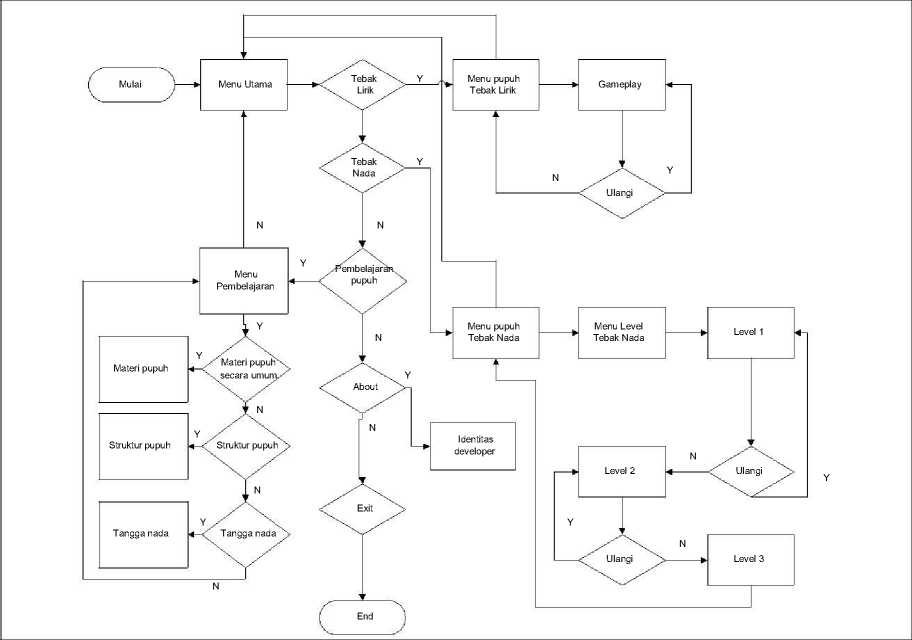 Mulai
Menu Utama
Tebak
Lirik
Y
Menu pupuh
Tebak Lirik
Gameplay
Tebak
Nada
Y
N
Y
Ulangi
N
N
Menu
Pembelajaran
Y
Pembelajaran
pupuh
Y
Menu pupuh
Tebak Nada
Menu Level
Tebak Nada
Level 1
N
Materi pupuh
Y
Materi pupuh
secara umum
About
Y
N
Struktur pupuh
Y
Struktur pupuh
N
Identitas
developer
N
Level 2
N
Ulangi
Y
Tangga nada
Y
Tangga nada
Exit
Y
Ulangi
N
Level 3
N
End